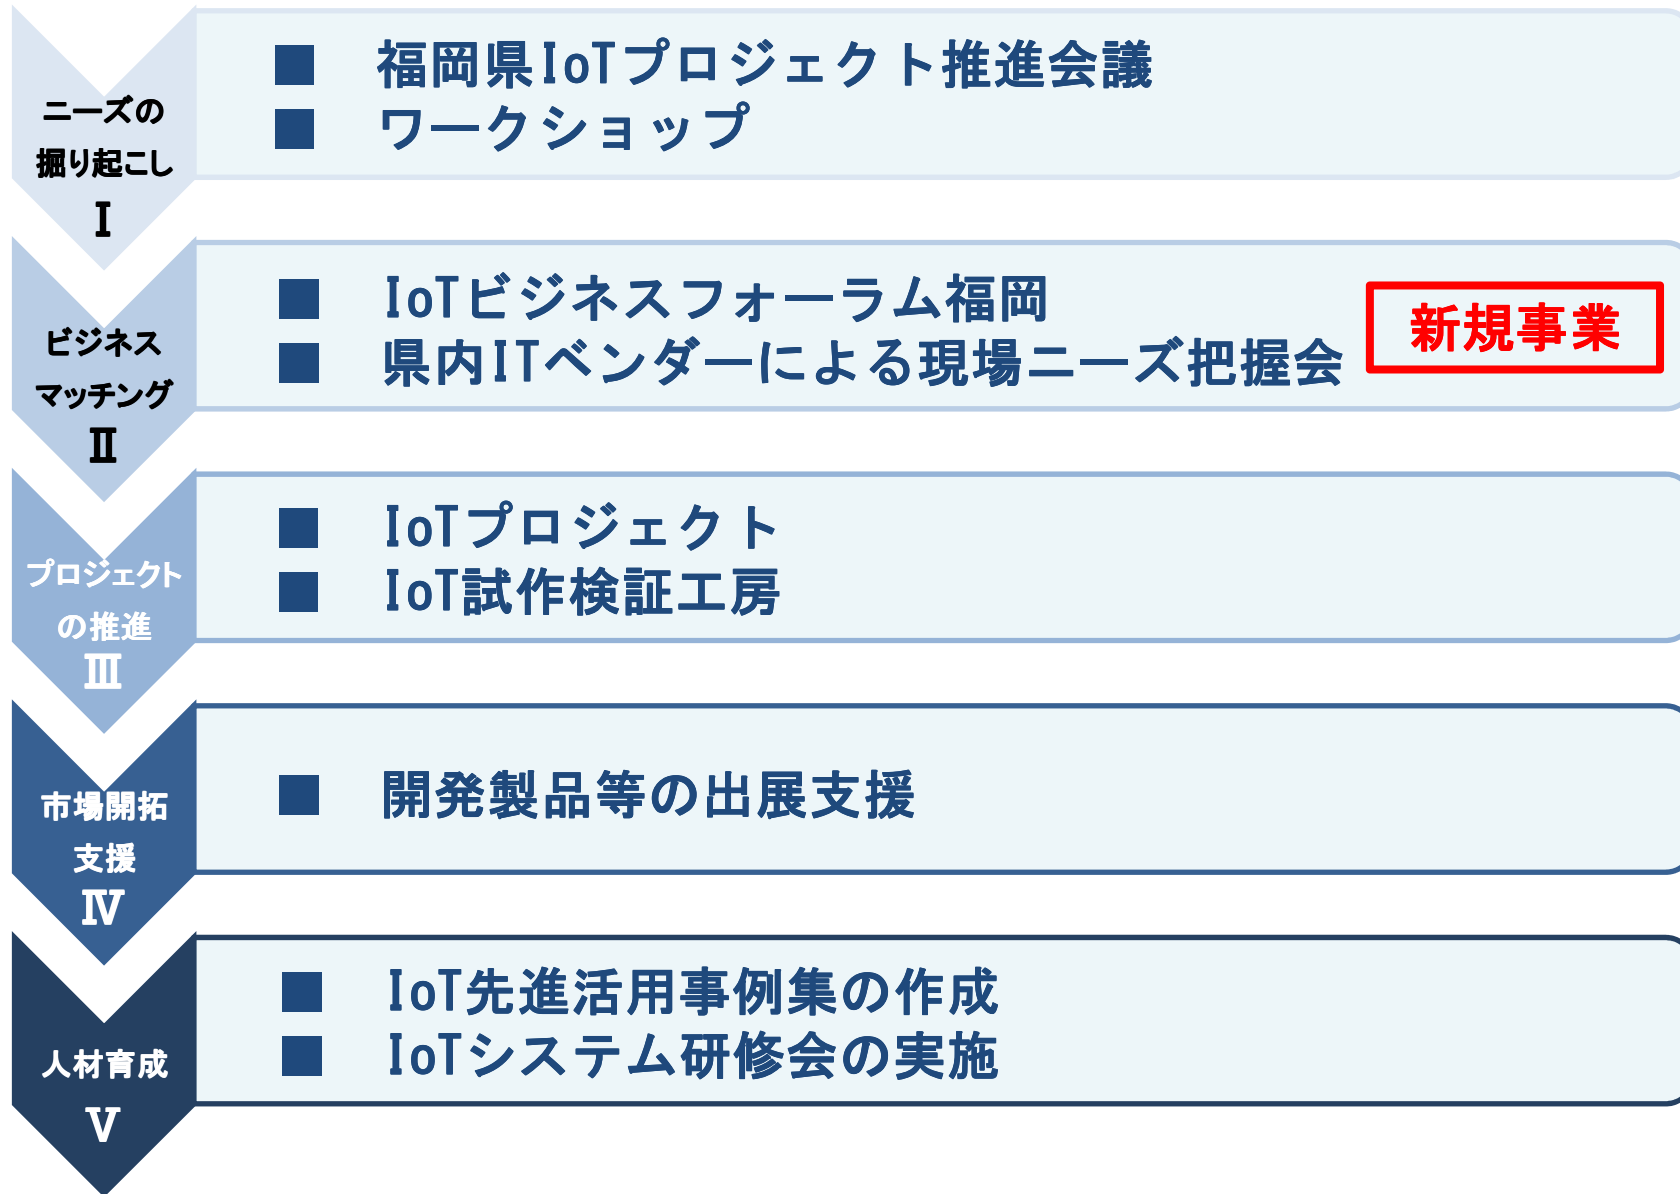 ニーズの
掘り起こし
Ⅰ
■ 福岡県IoTプロジェクト推進会議
■ ワークショップ
ビジネス
マッチング
Ⅱ
■ IoTビジネスフォーラム福岡
■ 県内ITベンダーによる現場ニーズ把握会
新規事業
プロジェクト
の推進
Ⅲ
■ IoTプロジェクト
■ IoT試作検証工房
市場開拓
支援
Ⅳ
■ 開発製品等の出展支援
人材育成
Ⅴ
■ IoT先進活用事例集の作成
■ IoTシステム研修会の実施